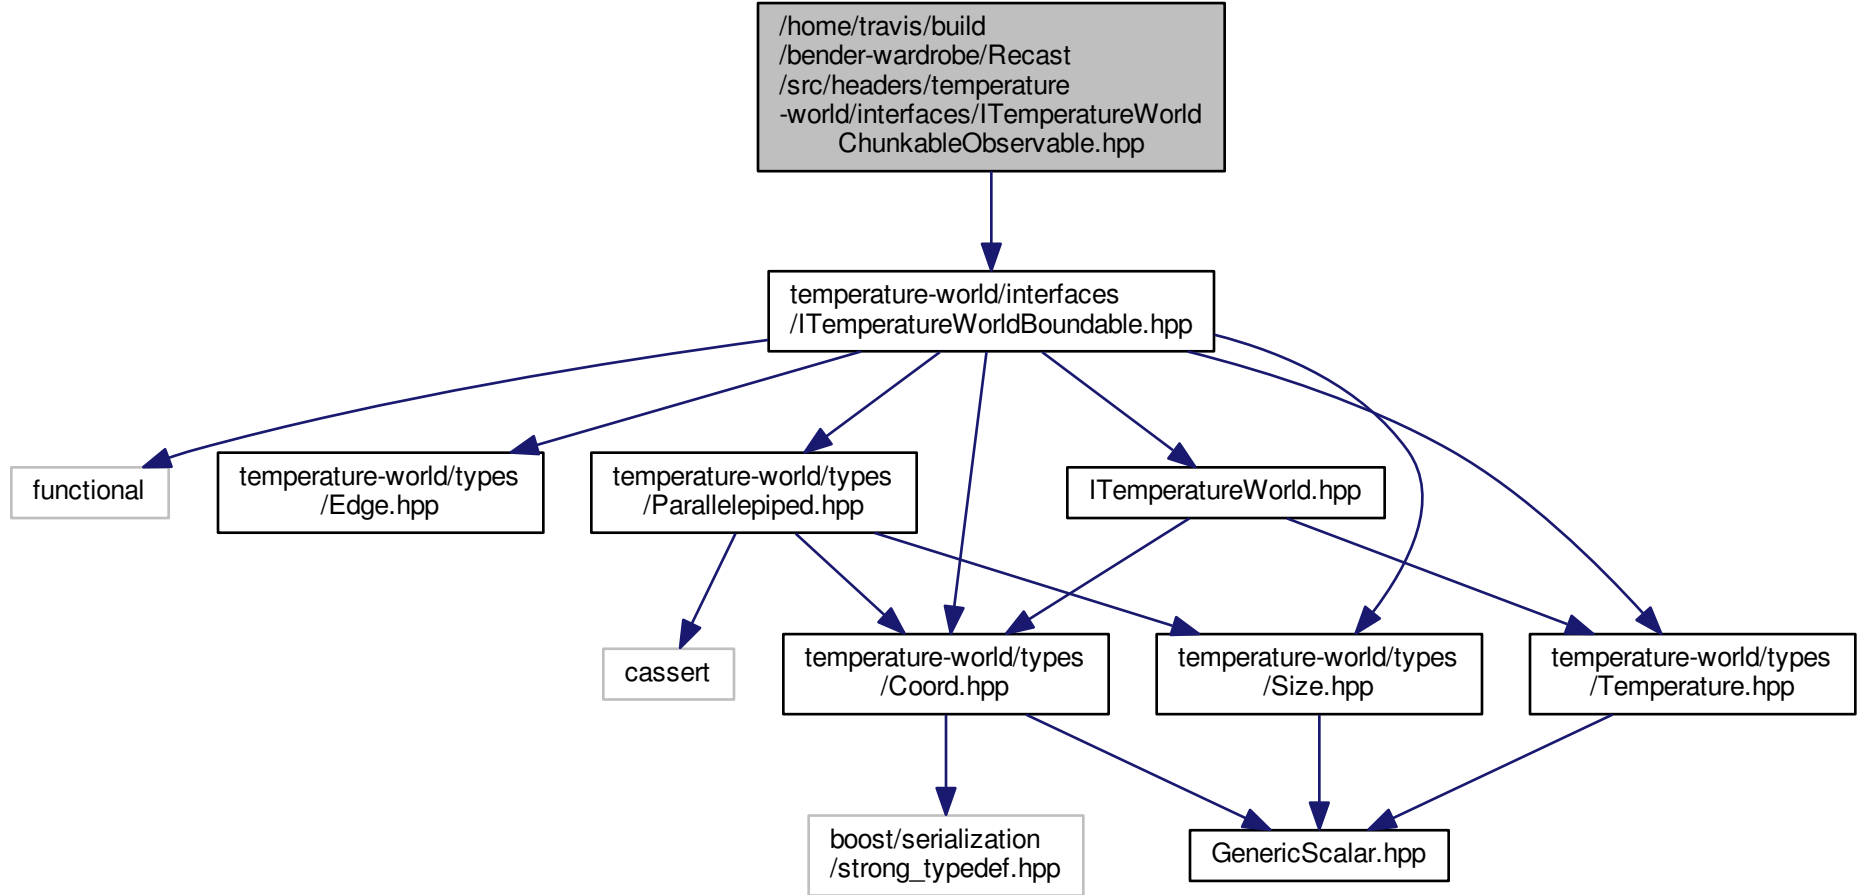 /home/travis/build
/bender-wardrobe/Recast
/src/headers/temperature
-world/interfaces/ITemperatureWorld
ChunkableObservable.hpp
temperature-world/interfaces
/ITemperatureWorldBoundable.hpp
functional
temperature-world/types
/Edge.hpp
temperature-world/types
/Parallelepiped.hpp
ITemperatureWorld.hpp
cassert
temperature-world/types
/Coord.hpp
temperature-world/types
/Size.hpp
temperature-world/types
/Temperature.hpp
boost/serialization
/strong_typedef.hpp
GenericScalar.hpp